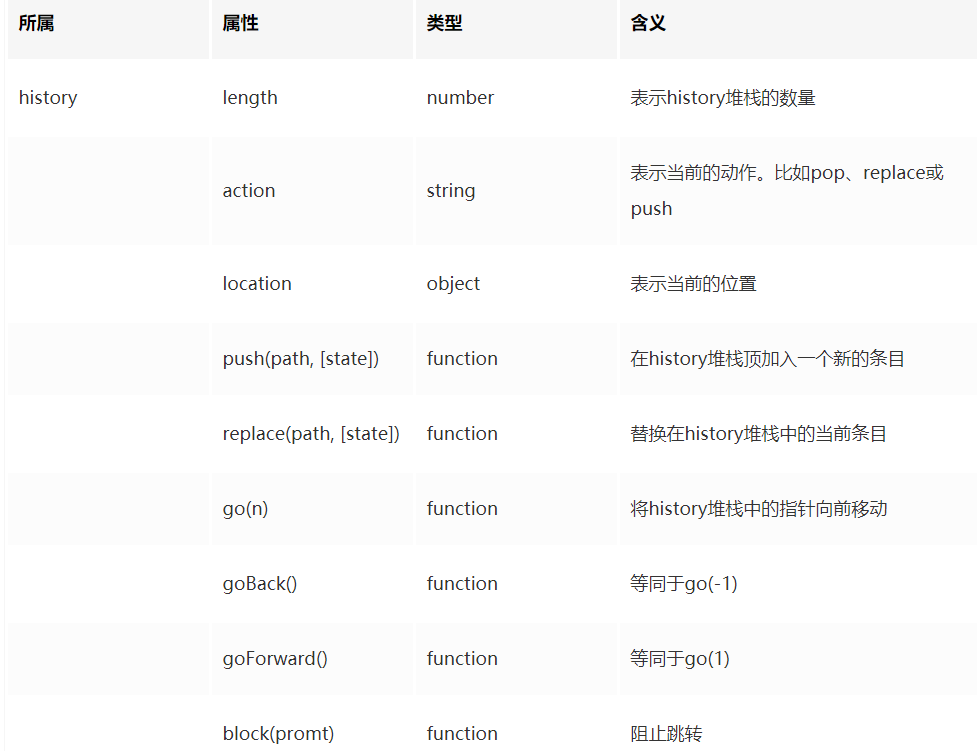 所属 属性 类型 含义
history length number 表示history堆栈的数量
action string 表示当前的动作。比如pop、replace或
push
location object 表示当前的位置
push(path, [state]) function 在history堆栈顶加入一个新的条目
replace(path, [state]) function 替换在history堆栈中的当前条目
go(n) function 将history堆栈中的指针向前移动
goBack() function 等同于go(-1)
goForward() function 等同于go(1)
block(promt) function 阻止跳转